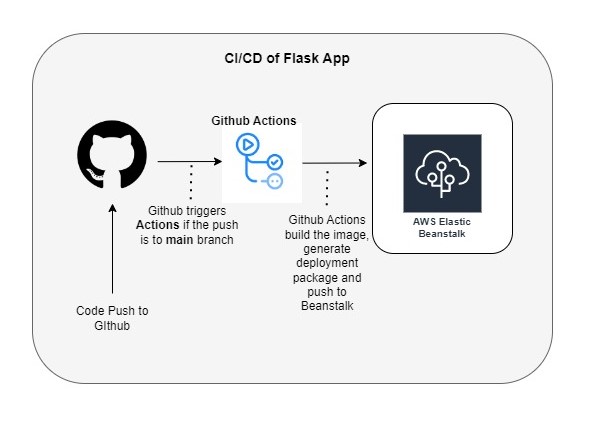 CI/CD of Flask App
Github Actions
Github triggers
Actions if the push
is to main branch
Github Actions
build the image,
generate
deployment
package and
push to
Beanstalk
AWS Elastic
Beanstalk
Code Push to
GIthub